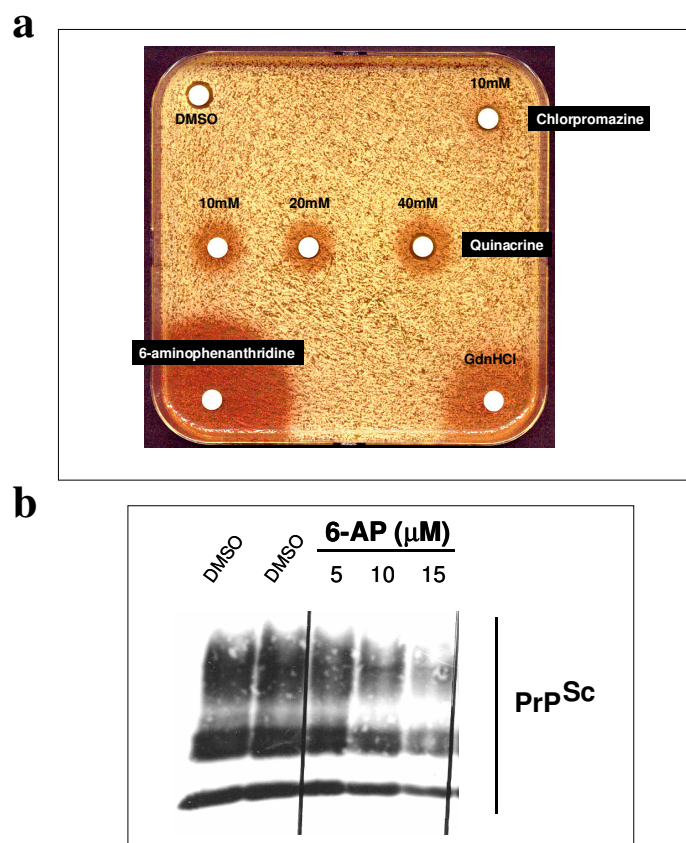 a
10mM
Chlorpromazine
DMSO
10mM 20mM 40mM
Quinacrine
6-aminophenanthridine
GdnHCl
b
6-AP (μM)
DMSO DMSO
5 10 15
PrPSc